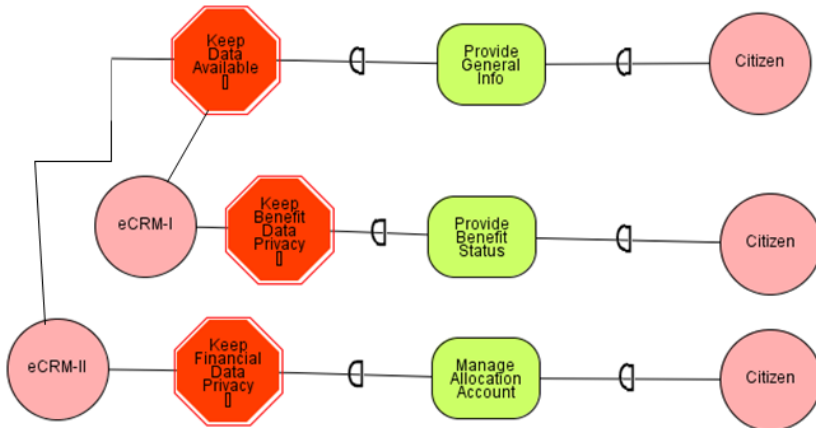 Keep
Data
Available
Provide
General
Info
Citizen
eCRM-I
Keep
Benefit
Data
Privacy
Provide
Benefit
Status
Citizen
eCRM-II
Keep
Financial
Data
Privacy
Manage
Allocation
Account
Citizen